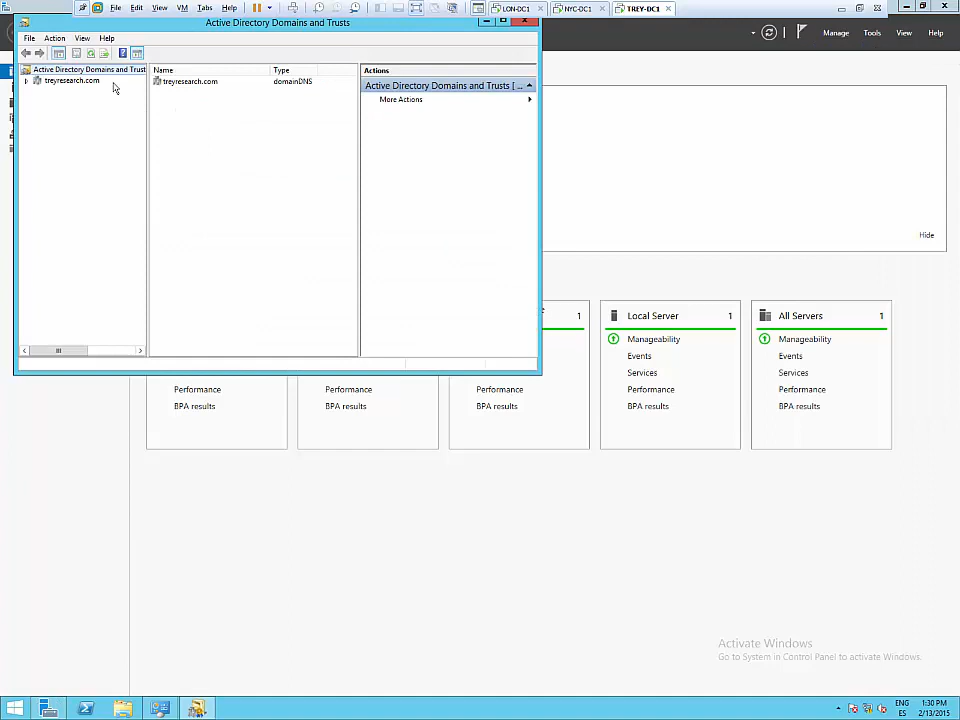 File Edit View VM Tabs Help LON-DC1 NYC-DC1 TREY-DC1
Active Directory Domains and Trusts
Manage Tools View Help
File Action View Help
Active Directory Domains and Trust
treyresearch.com
Name Type
treyresearch.com domainDNS
Actions
Active Directory Domains and Trusts [ ...
More Actions
Hide
1
Local Server 1
All Servers 1
Manageability
Manageability
Events
Events
Services
Services
Performance
Performance
Performance
Performance
Performance
BPA results
BPA results
BPA results
BPA results
BPA results
Activate Windows
Go to System in Control Panel to activate Windows.
ENG
ES
1:30 PM
2/13/2015